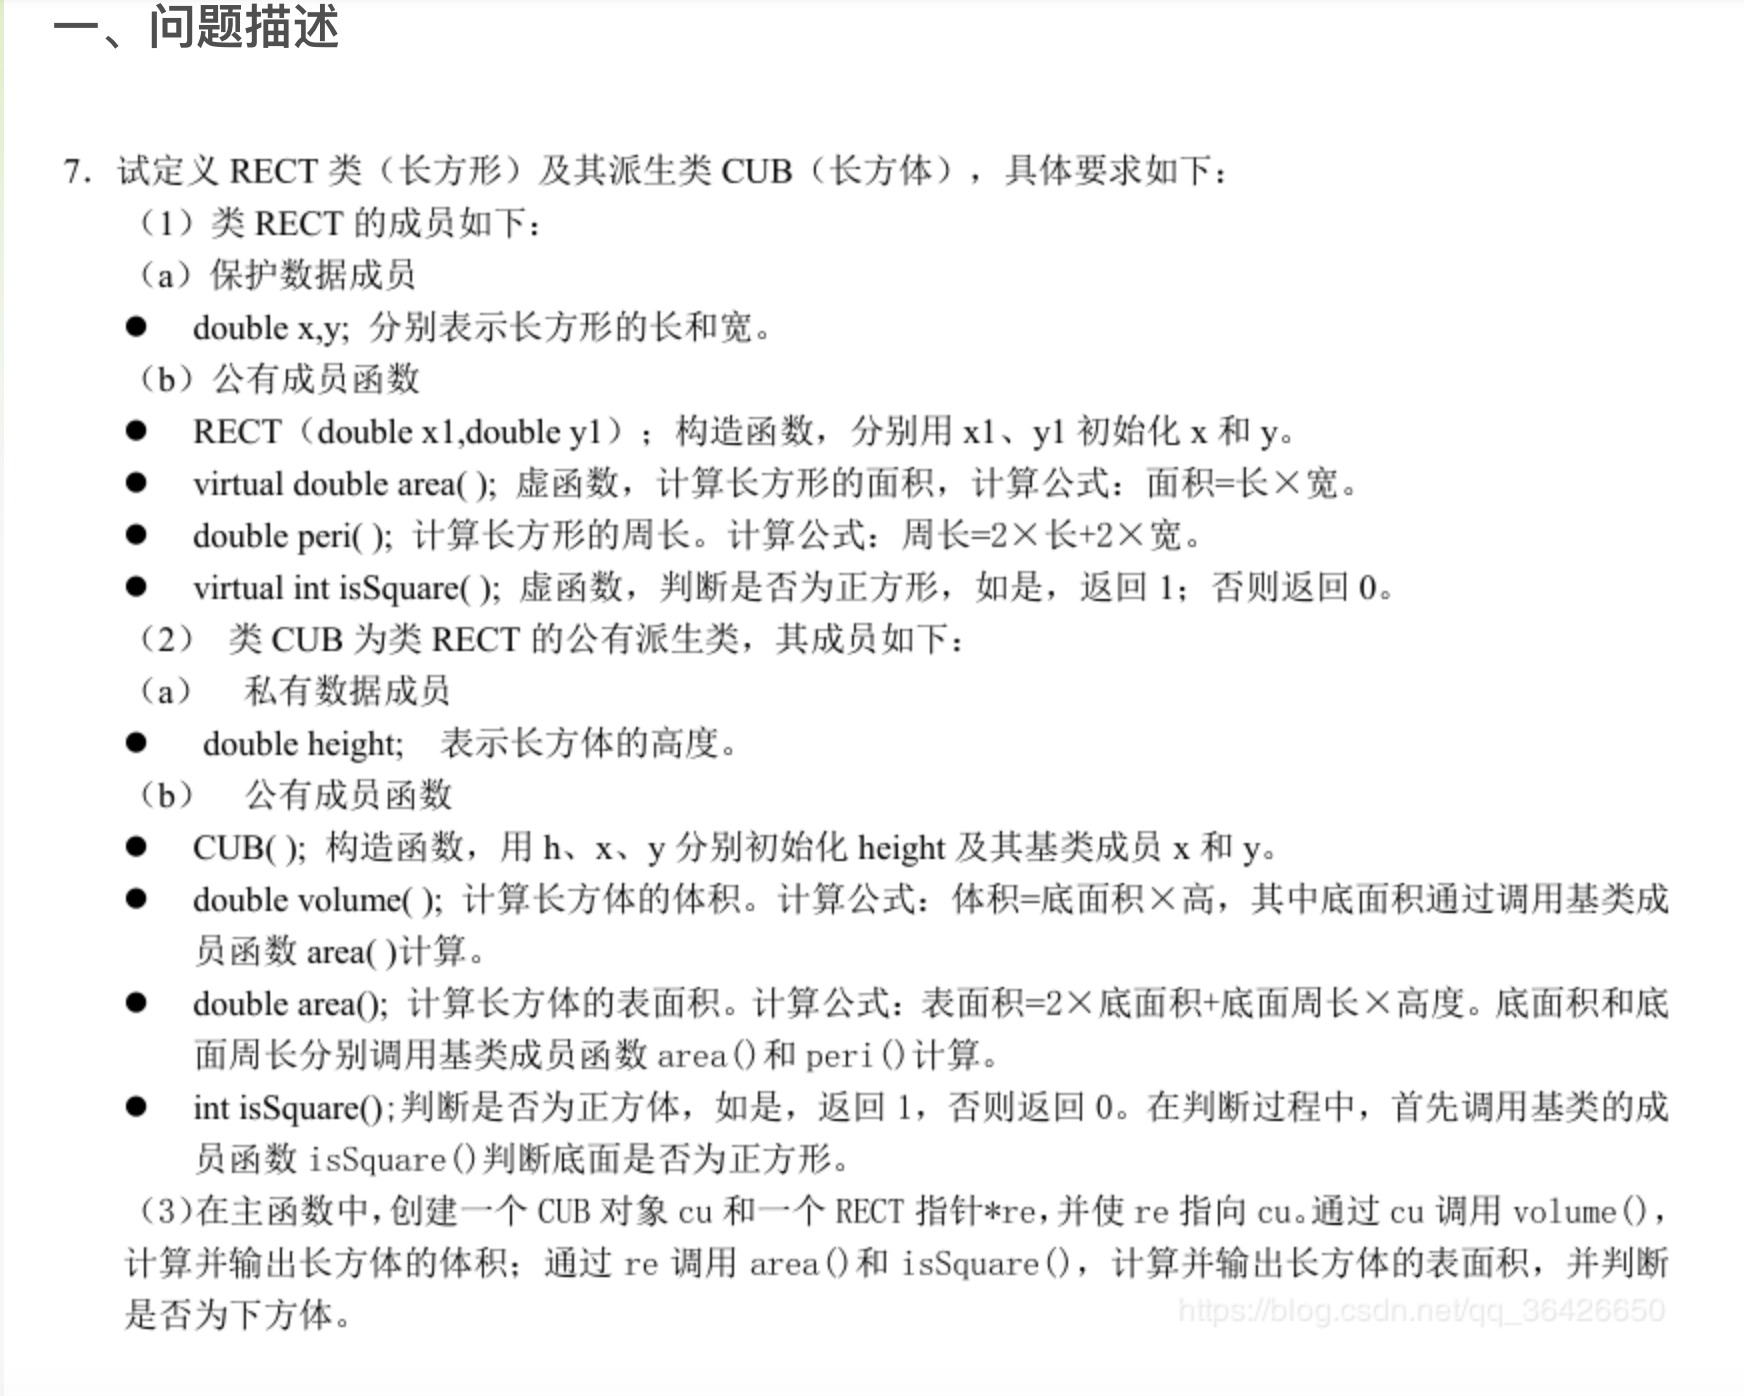 一、问题描述
7. 试定义 RECT 类（长方形）及其派生类 CUB（长方体），具体要求如下：
（1）类 RECT 的成员如下：
（a）保护数据成员
● double x,y; 分别表示长方形的长和宽。
（b）公有成员函数
● RECT（double x1,double y1）；构造函数，分别用 x1、y1 初始化 x 和 y。
● virtual double area( ); 虚函数，计算长方形的面积，计算公式：面积=长×宽。
● double peri( ); 计算长方形的周长。计算公式：周长=2×长+2×宽。
● virtual int isSquare( ); 虚函数，判断是否为正方形，如是，返回 1；否则返回 0。
（2） 类 CUB 为类 RECT 的公有派生类，其成员如下：
（a） 私有数据成员
● double height; 表示长方体的高度。
（b） 公有成员函数
● CUB( ); 构造函数，用 h、x、y 分别初始化 height 及其基类成员 x 和 y。
● double volume( ); 计算长方体的体积。计算公式：体积=底面积×高，其中底面积通过调用基类成
员函数 area( )计算。
● double area(); 计算长方体的表面积。计算公式：表面积=2×底面积+底面周长×高度。底面积和底
面周长分别调用基类成员函数 area()和 peri()计算。
● int isSquare();判断是否为正方体，如是，返回 1，否则返回 0。在判断过程中，首先调用基类的成
员函数 isSquare()判断底面是否为正方形。
（3)在主函数中,创建一个 CUB 对象 cu 和一个 RECT 指针*re,并使 re 指向 cu。通过 cu 调用 volume(),
计算并输出长方体的体积；通过 re 调用 area()和 isSquare()，计算并输出长方体的表面积，并判断
是否为下方体。
https://blog.csdn.net/qq_36426650